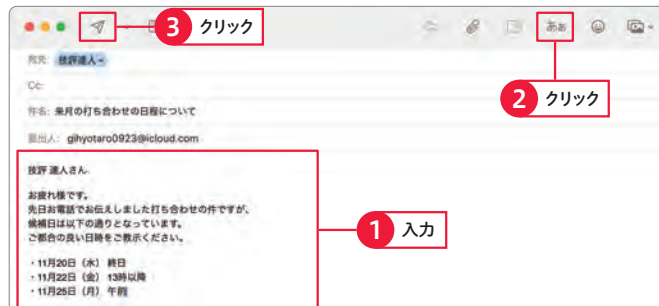 3 クリック
ああ
2 クリック
宛先: 技評達人
Cc:
件名: 来月の打ち合わせの日程について
差出人: gihyotaro0923@icloud.com
技評 達人さん
お疲れ様です。
先日お電話でお伝えしました打ち合わせの件ですが、
候補日は以下の通りとなっています。
ご都合の良い日時をご教示ください。
1 入力
・11月20日（水） 終日
・11月22日（金） 13時以降
・11月25日（月） 午前